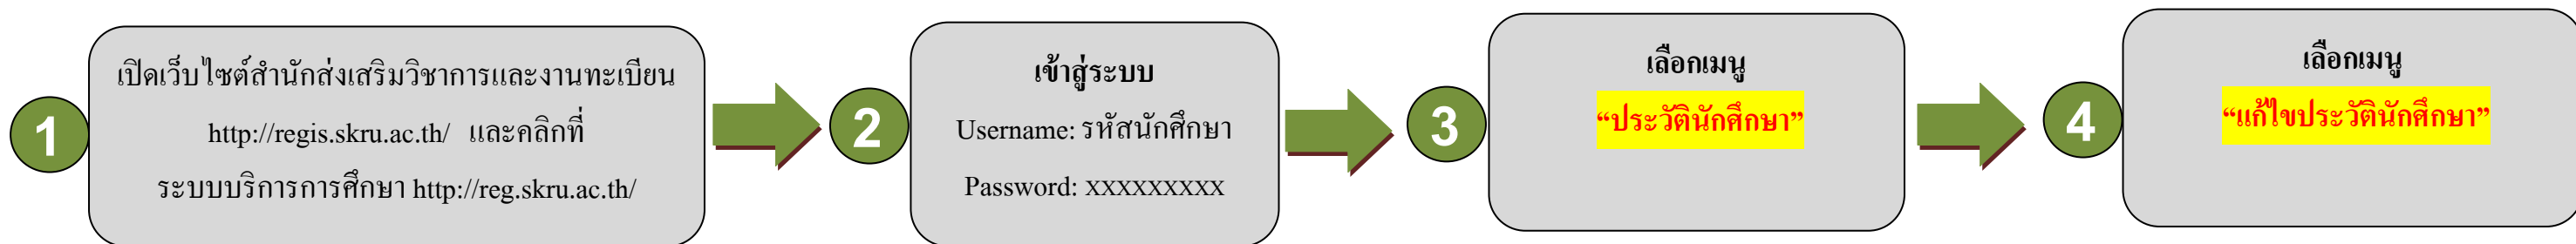 1
เปิดเว็บไซต์สำนักส่งเสริมวิชาการและงานทะเบียน
http://regis.skru.ac.th/ และคลิกที่
ระบบบริการการศึกษา http://reg.skru.ac.th/
2
เข้าสู่ระบบ
Username: รหัสนักศึกษา
Password: XXXXXXXXX
3
เลือกเมนู
“ประวัตินักศึกษา”
4
เลือกเมนู
“แก้ไขประวัตินักศึกษา”